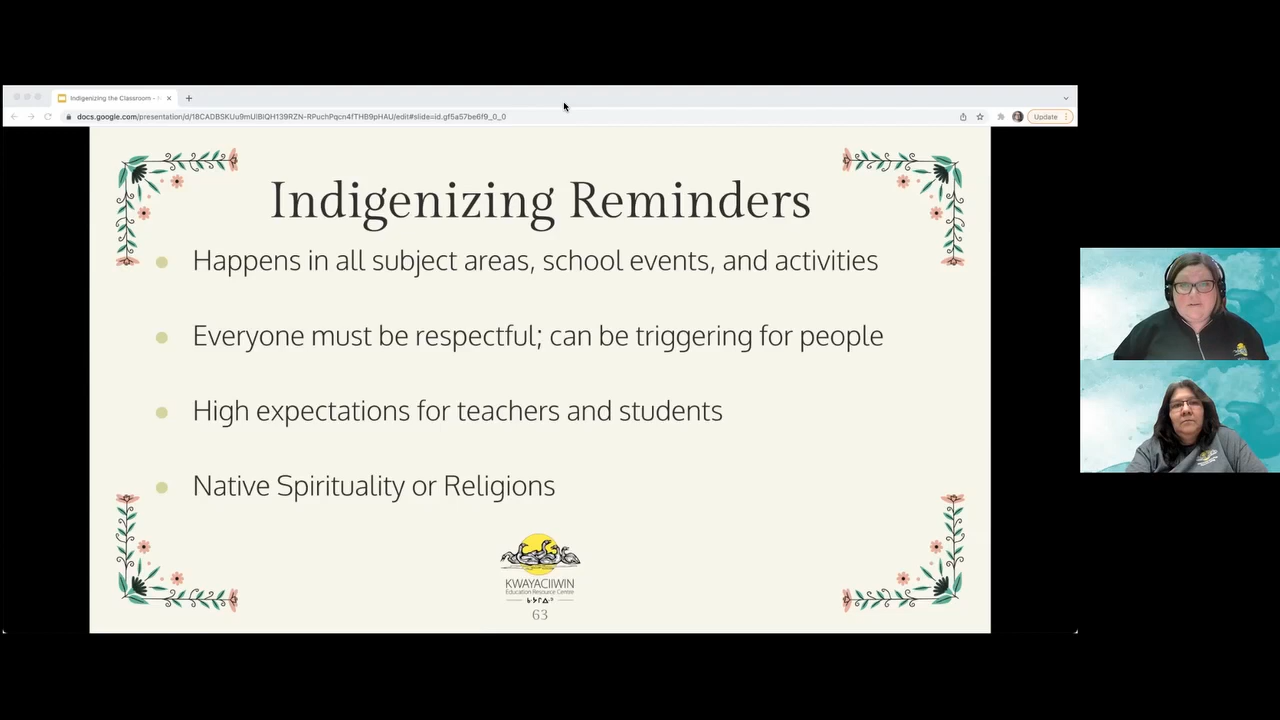 Indigenizing the Classroom -
docs.google.com/presentation/d/18CADBSKUu9mUlBlQH139RZN-RPuchPqcn4fTHB9pHAU/edit#slide=id.gf5a57be6f9_0_0
Update
Indigenizing Reminders
Happens in all subject areas, school events, and activities
Everyone must be respectful; can be triggering for people
High expectations for teachers and students
Native Spirituality or Religions
KWAYACIIWIN
Education Resource Centre
63